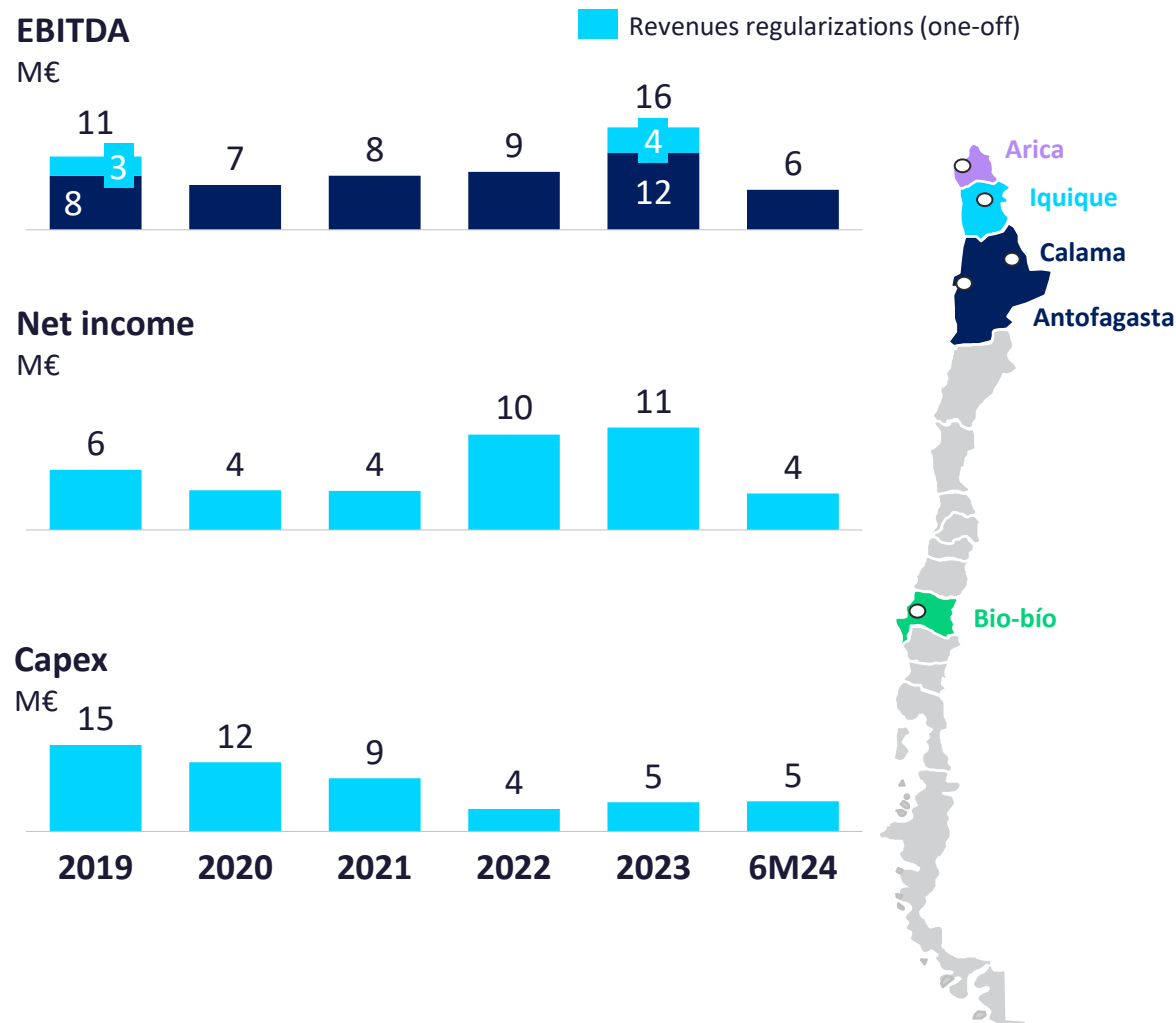 EBITDA
M€
Revenues regularizations (one-off)
11
3
8
7
8
9
16
4
12
6
Net income
M€
6
4
4
10
11
4
Capex
M€
15
12
9
4
5
5
2019
2020
2021
2022
2023
6M24
Arica
Iquique
Calama
Antofagasta
Bio-bío